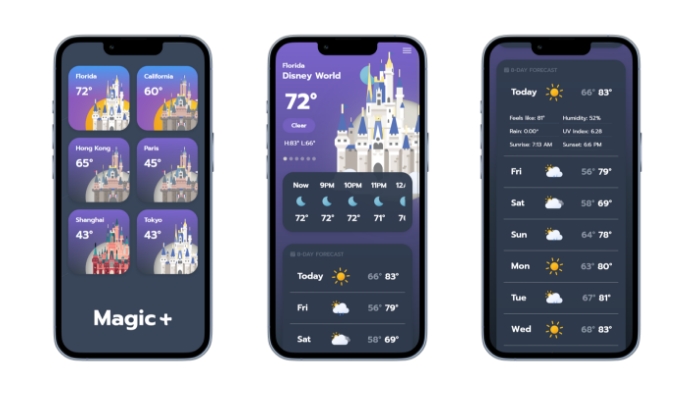 Florida
72°
California
60°
Hong Kong
65°
Paris
45°
Shanghai
43°
Tokyo
43°
Magic+
Florida
Disney World
72°
Clear
H:83° L:66°
Now 9PM 10PM 11PM
72° 72° 72° 71°
8-DAY FORECAST
Today 66° 83°
Fri 56° 79°
Sat 58° 69°
8-DAY FORECAST
Today 66° 83°
Feels like: 81° Humidity: 52%
Rain: 0.00" UV Index: 6.28
Sunrise: 7:13 AM Sunset: 6:6 PM
Fri 56° 79°
Sat 58° 69°
Sun 64° 78°
Mon 63° 80°
Tue 67° 81°
Wed 68° 83°